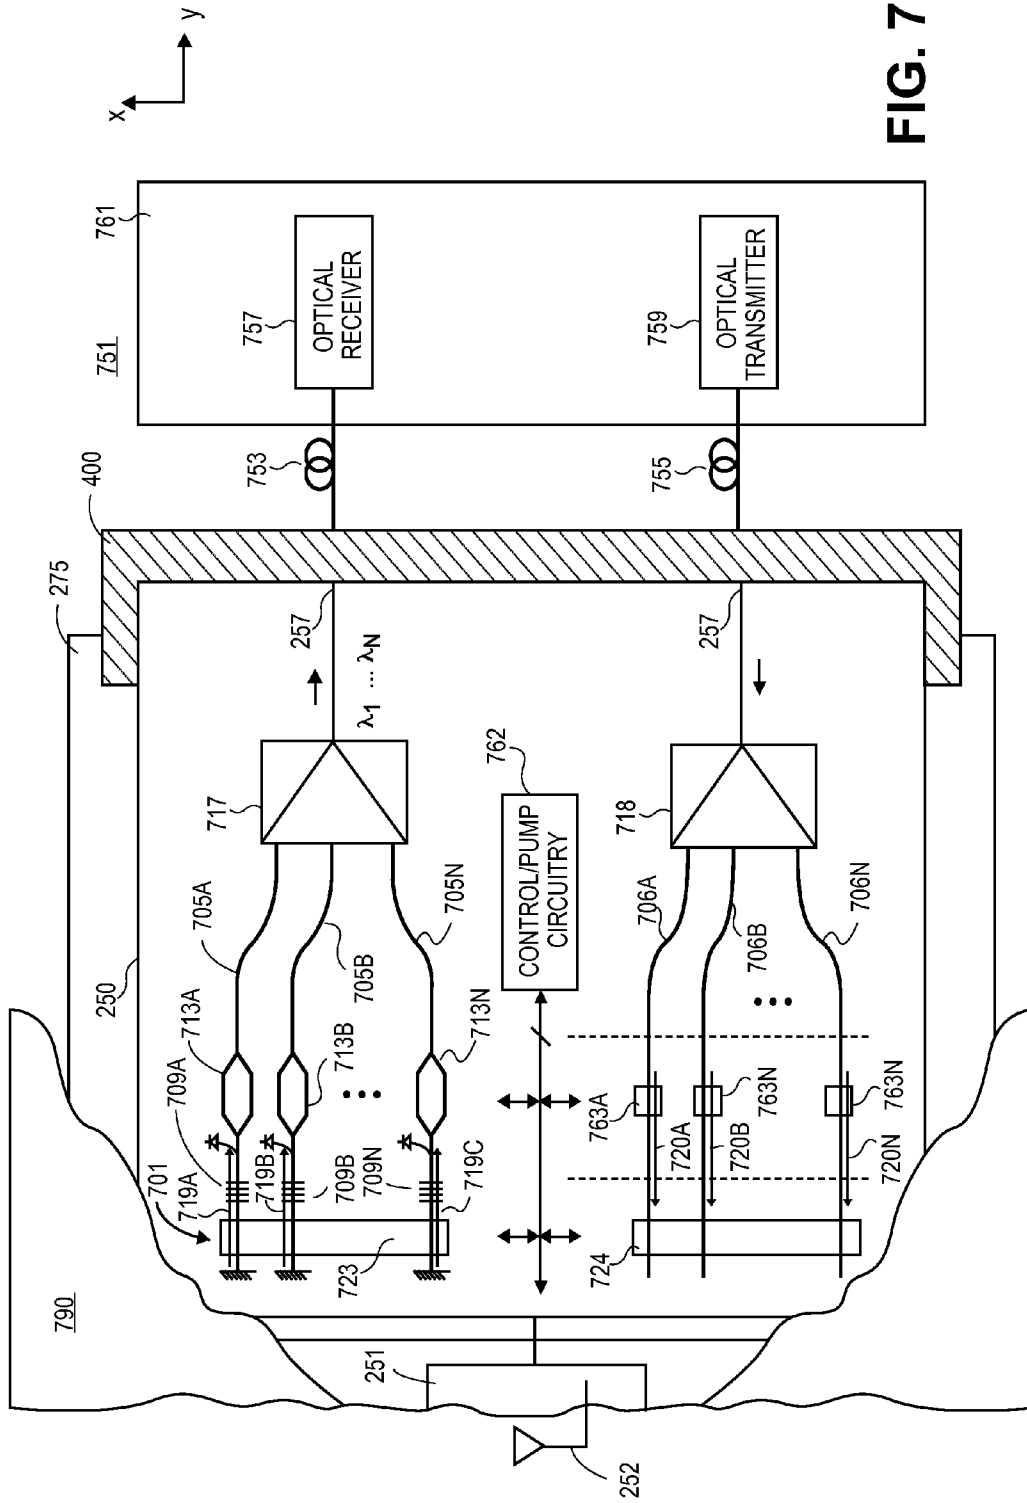 FIG. 7
x
y
751
761
757
OPTICAL
RECEIVER
759
OPTICAL
TRANSMITTER
753
755
400
275
257
257
λ1 ... λN
717
718
762
CONTROL/PUMP
CIRCUITRY
250
705A
705B
705N
706A
706B
706N
713A
713B
713N
709A
709B
709N
719A
719B
719C
701
723
763A
763N
763N
720A
720B
720N
724
790
251
252